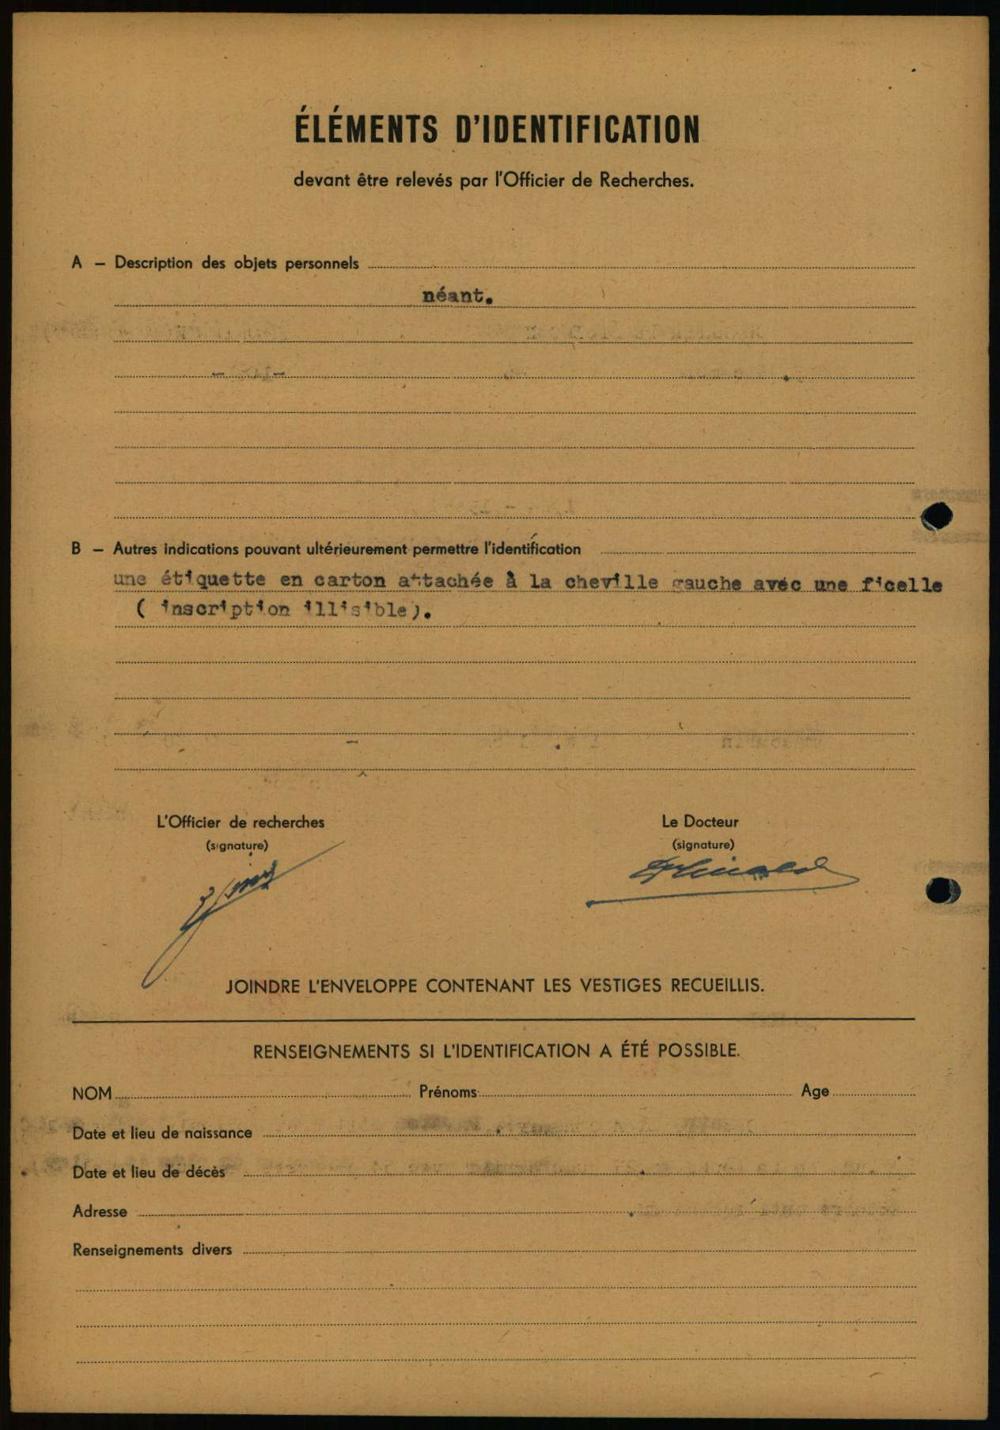 ÉLÉMENTS D'IDENTIFICATION
devant être relevés par l'Officier de Recherches.
A – Description des objets personnels
néant.
B – Autres indications pouvant ultérieurement permettre l'identification
une étiquette en carton attachée à la cheville gauche avec une ficelle
( inscription illisible).
L'Officier de recherches
(signature)
Le Docteur
(signature)
JOINDRE L'ENVELOPPE CONTENANT LES VESTIGES RECUEILLIS.
RENSEIGNEMENTS SI L'IDENTIFICATION A ÉTÉ POSSIBLE.
NOM Prénoms Age
Date et lieu de naissance
Date et lieu de décès
Adresse
Renseignements divers